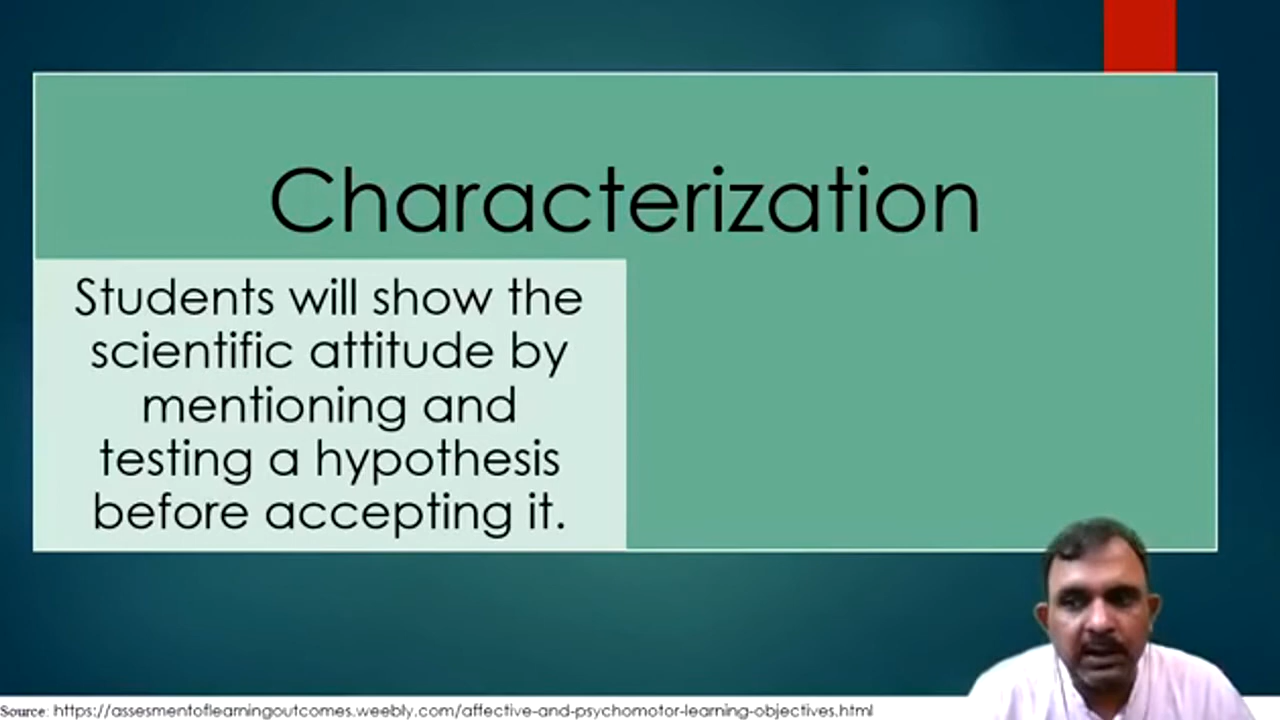 Characterization
Students will show the
scientific attitude by
mentioning and
testing a hypothesis
before accepting it.
Source: https://assesmentoflearningoutcomes.weebly.com/affective-and-psychomotor-learning-objectives.html